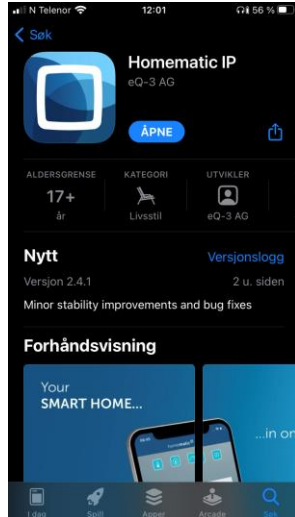 N Telenor 12:01 56 %
Søk
Homematic IP
eQ-3 AG
ÅPNE
ALDERSGRENSE KATEGORI UTVIKLER
17+
år Livsstil eQ-3 AG
Nytt Versjonslogg
Versjon 2.4.1 2 u. siden
Minor stability improvements and bug fixes
Forhåndsvisning
Your
SMART HOME...
...in on
I dag Spill Apper Arcade Søk